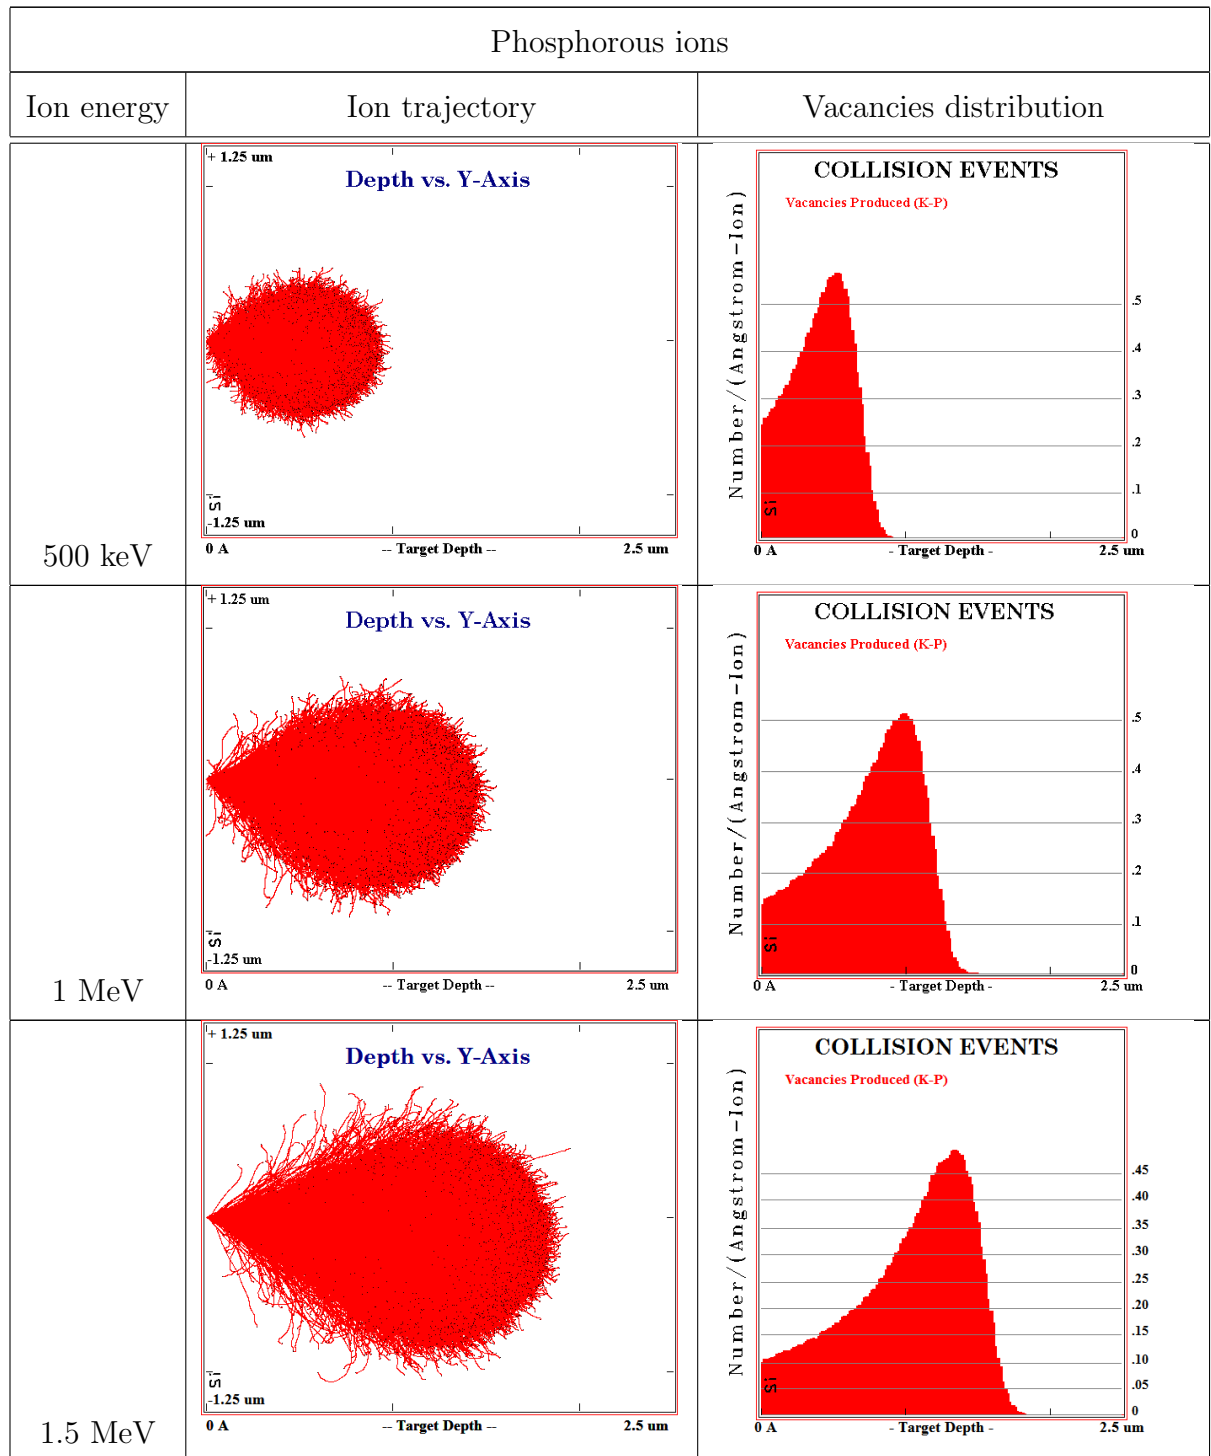 Phosphorous ions
Ion energy Ion trajectory Vacancies distribution
+ 1.25 um
Depth vs. Y-Axis
Si
-1.25 um
0 A -- Target Depth -- 2.5 um
COLLISION EVENTS
Vacancies Produced (K-P)
Number/(Angstrom-Ion)
.5
.4
.3
.2
.1
0
Si
0 A - Target Depth - 2.5 um
500 keV
+ 1.25 um
Depth vs. Y-Axis
Si
-1.25 um
0 A -- Target Depth -- 2.5 um
COLLISION EVENTS
Vacancies Produced (K-P)
Number/(Angstrom-Ion)
.5
.4
.3
.2
.1
0
Si
0 A - Target Depth - 2.5 um
1 MeV
+ 1.25 um
Depth vs. Y-Axis
Si
-1.25 um
0 A -- Target Depth -- 2.5 um
COLLISION EVENTS
Vacancies Produced (K-P)
Number/(Angstrom-Ion)
.45
.40
.35
.30
.25
.20
.15
.10
.05
0
Si
0 A - Target Depth - 2.5 um
1.5 MeV